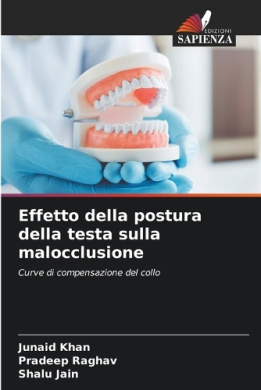 EDIZIONI
SAPIENZA
Effetto della postura
della testa sulla
malocclusione
Curve di compensazione del collo
Junaid Khan
Pradeep Raghav
Shalu Jain